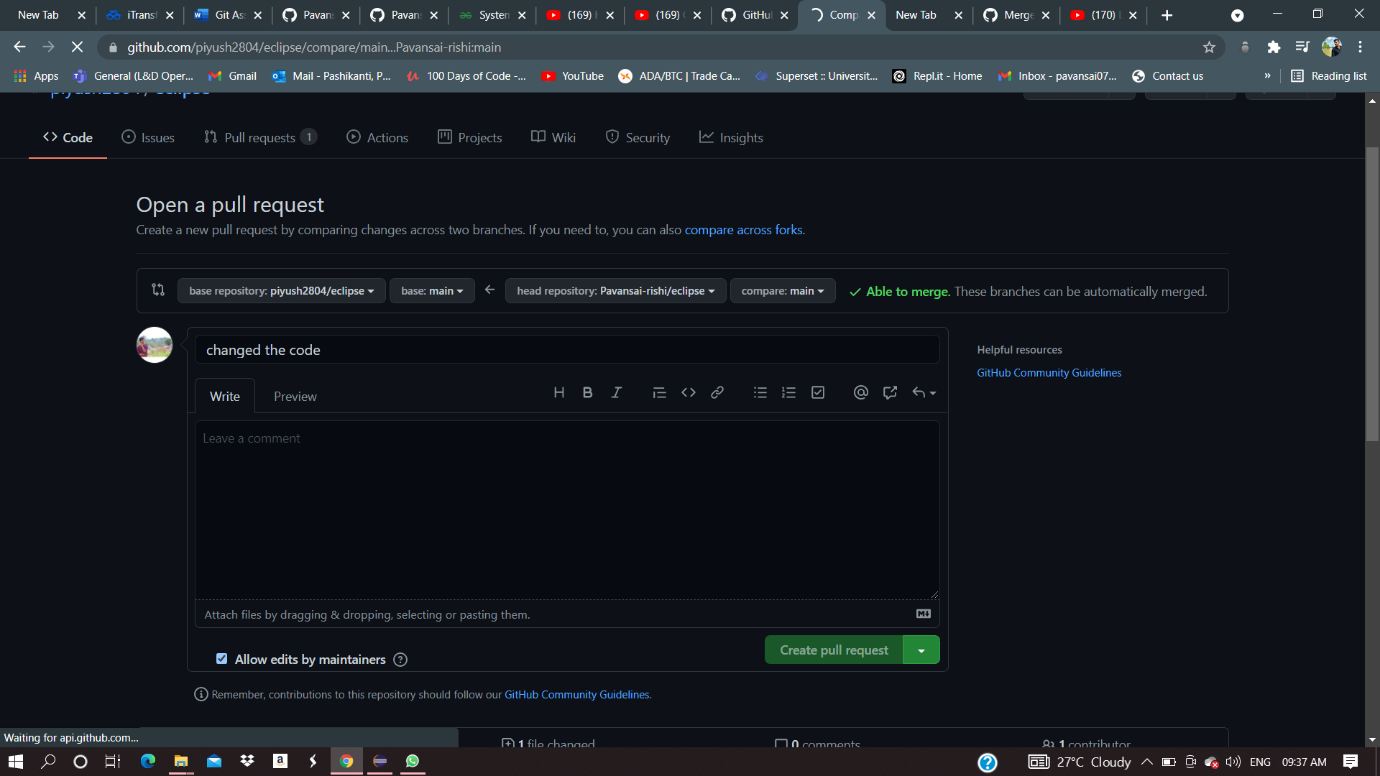 New Tab iTransf Git Ass Pavan: Pavan: System (169) (169) GitHu Comp New Tab Merge (170)
github.com/piyush2804/eclipse/compare/main...Pavansai-rishi:main
Apps General (L&D Oper... Gmail Mail - Pashikanti, P... 100 Days of Code -... YouTube ADA/BTC | Trade Ca... Superset :: Universit... Repl.it - Home Inbox - pavansai07... Contact us » Reading list
piyush2804 / eclipse
Code Issues Pull requests 1 Actions Projects Wiki Security Insights
Open a pull request
Create a new pull request by comparing changes across two branches. If you need to, you can also compare across forks.
base repository: piyush2804/eclipse base: main head repository: Pavansai-rishi/eclipse compare: main Able to merge. These branches can be automatically merged.
changed the code
Helpful resources
GitHub Community Guidelines
Write Preview H B I @
Leave a comment
Attach files by dragging & dropping, selecting or pasting them.
Allow edits by maintainers ? Create pull request
Remember, contributions to this repository should follow our GitHub Community Guidelines.
1 file changed 0 comments 1 contributor
Waiting for api.github.com...
27°C Cloudy ENG 09:37 AM